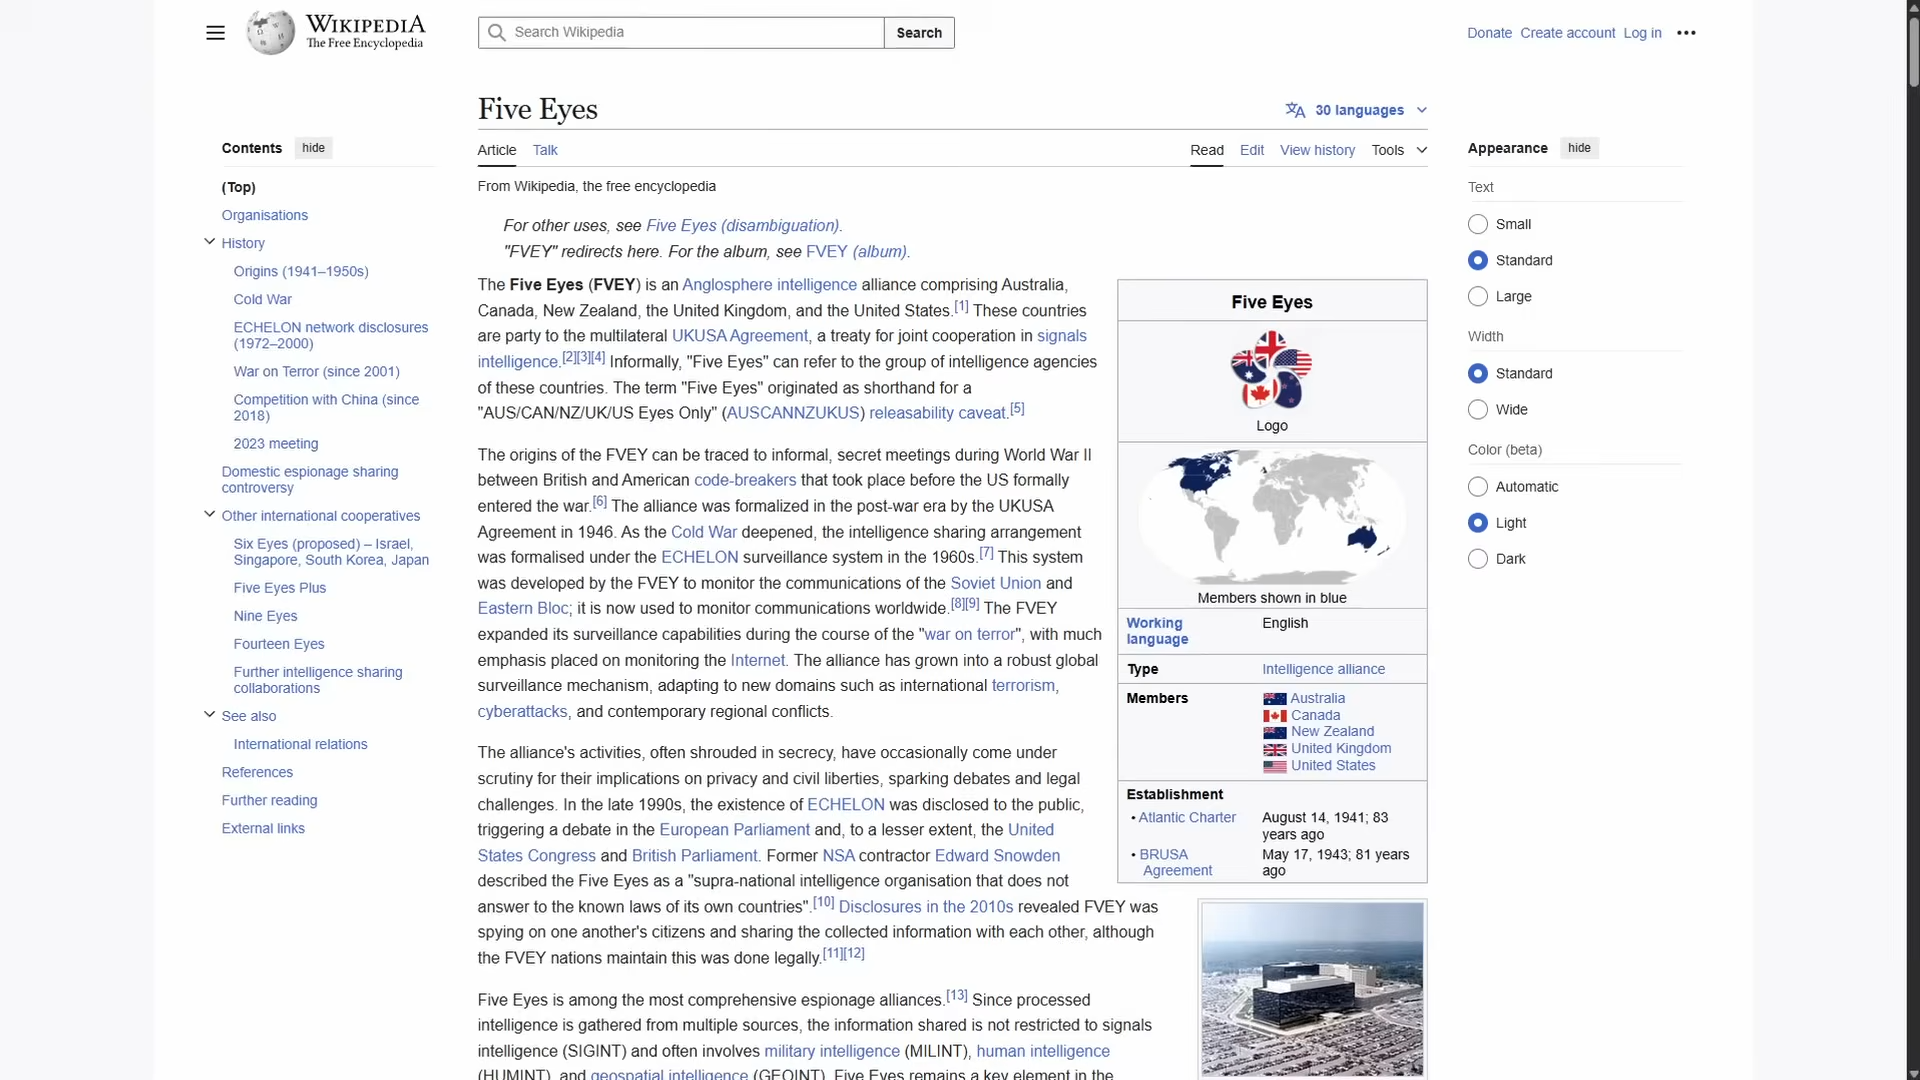 WIKIPEDIA
The Free Encyclopedia
Search Wikipedia
Search
Donate Create account Log in
Five Eyes
30 languages
Article Talk
Read Edit View history Tools
From Wikipedia, the free encyclopedia
Contents hide
(Top)
Organisations
History
Origins (1941–1950s)
Cold War
ECHELON network disclosures
(1972–2000)
War on Terror (since 2001)
Competition with China (since
2018)
2023 meeting
Domestic espionage sharing
controversy
Other international cooperatives
Six Eyes (proposed) – Israel,
Singapore, South Korea, Japan
Five Eyes Plus
Nine Eyes
Fourteen Eyes
Further intelligence sharing
collaborations
See also
International relations
References
Further reading
External links
For other uses, see Five Eyes (disambiguation).
"FVEY" redirects here. For the album, see FVEY (album).
The Five Eyes (FVEY) is an Anglosphere intelligence alliance comprising Australia,
Canada, New Zealand, the United Kingdom, and the United States.[1] These countries
are party to the multilateral UKUSA Agreement, a treaty for joint cooperation in signals
intelligence.[2][3][4] Informally, "Five Eyes" can refer to the group of intelligence agencies
of these countries. The term "Five Eyes" originated as shorthand for a
"AUS/CAN/NZ/UK/US Eyes Only" (AUSCANNZUKUS) releasability caveat.[5]
The origins of the FVEY can be traced to informal, secret meetings during World War II
between British and American code-breakers that took place before the US formally
entered the war.[6] The alliance was formalized in the post-war era by the UKUSA
Agreement in 1946. As the Cold War deepened, the intelligence sharing arrangement
was formalised under the ECHELON surveillance system in the 1960s.[7] This system
was developed by the FVEY to monitor the communications of the Soviet Union and
Eastern Bloc; it is now used to monitor communications worldwide.[8][9] The FVEY
expanded its surveillance capabilities during the course of the "war on terror", with much
emphasis placed on monitoring the Internet. The alliance has grown into a robust global
surveillance mechanism, adapting to new domains such as international terrorism,
cyberattacks, and contemporary regional conflicts.
The alliance's activities, often shrouded in secrecy, have occasionally come under
scrutiny for their implications on privacy and civil liberties, sparking debates and legal
challenges. In the late 1990s, the existence of ECHELON was disclosed to the public,
triggering a debate in the European Parliament and, to a lesser extent, the United
States Congress and British Parliament. Former NSA contractor Edward Snowden
described the Five Eyes as a "supra-national intelligence organisation that does not
answer to the known laws of its own countries".[10] Disclosures in the 2010s revealed FVEY was
spying on one another's citizens and sharing the collected information with each other, although
the FVEY nations maintain this was done legally.[11][12]
Five Eyes is among the most comprehensive espionage alliances.[13] Since processed
intelligence is gathered from multiple sources, the information shared is not restricted to signals
intelligence (SIGINT) and often involves military intelligence (MILINT), human intelligence
(HUMINT), and geospatial intelligence (GEOINT). Five Eyes remains a key element in the
Five Eyes
Logo
Members shown in blue
Working
language
English
Type Intelligence alliance
Members
Australia
Canada
New Zealand
United Kingdom
United States
Establishment
• Atlantic Charter
August 14, 1941; 83
years ago
• BRUSA
Agreement
May 17, 1943; 81 years
ago
Appearance hide
Text
Small
Standard
Large
Width
Standard
Wide
Color (beta)
Automatic
Light
Dark